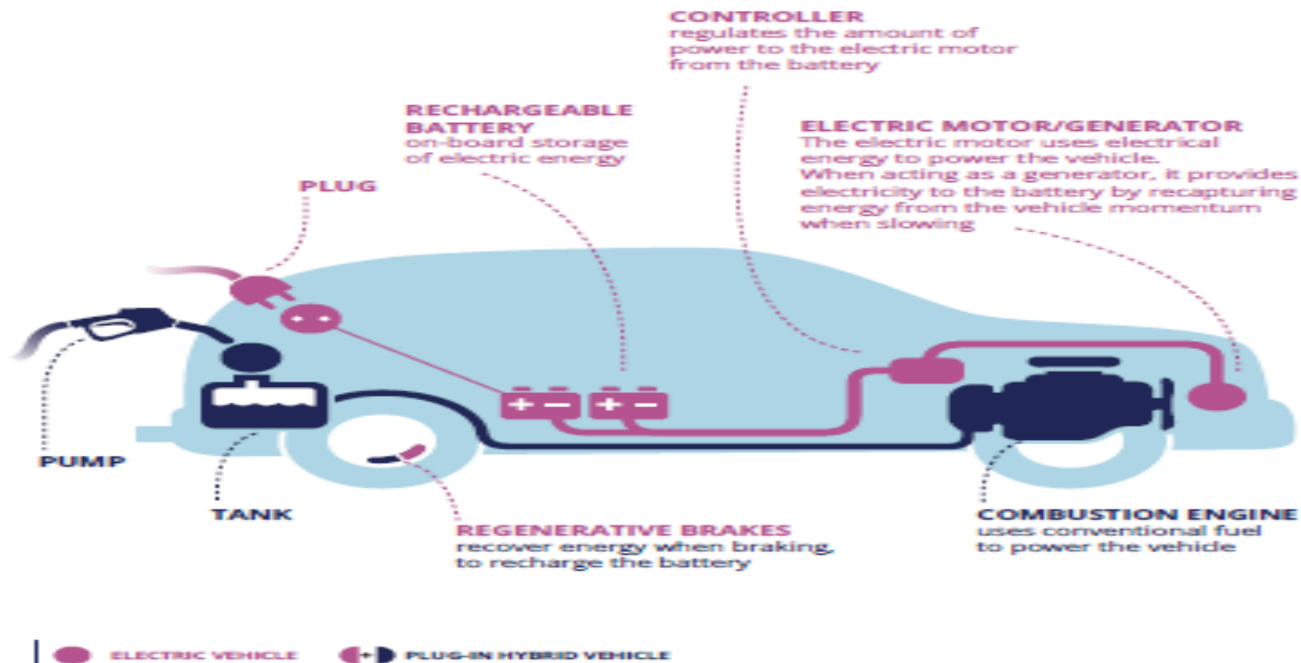 CONTROLLER
regulates the amount of
power to the electric motor
from the battery
RECHARGEABLE
BATTERY
on-board storage
of electric energy
ELECTRIC MOTOR/GENERATOR
The electric motor uses electrical
energy to power the vehicle.
When acting as a generator, it provides
electricity to the battery by recapturing
energy from the vehicle momentum
when slowing
PLUG
PUMP
TANK
REGENERATIVE BRAKES
recover energy when braking,
to recharge the battery
COMBUSTION ENGINE
uses conventional fuel
to power the vehicle
ELECTRIC VEHICLE
PLUG-IN HYBRID VEHICLE